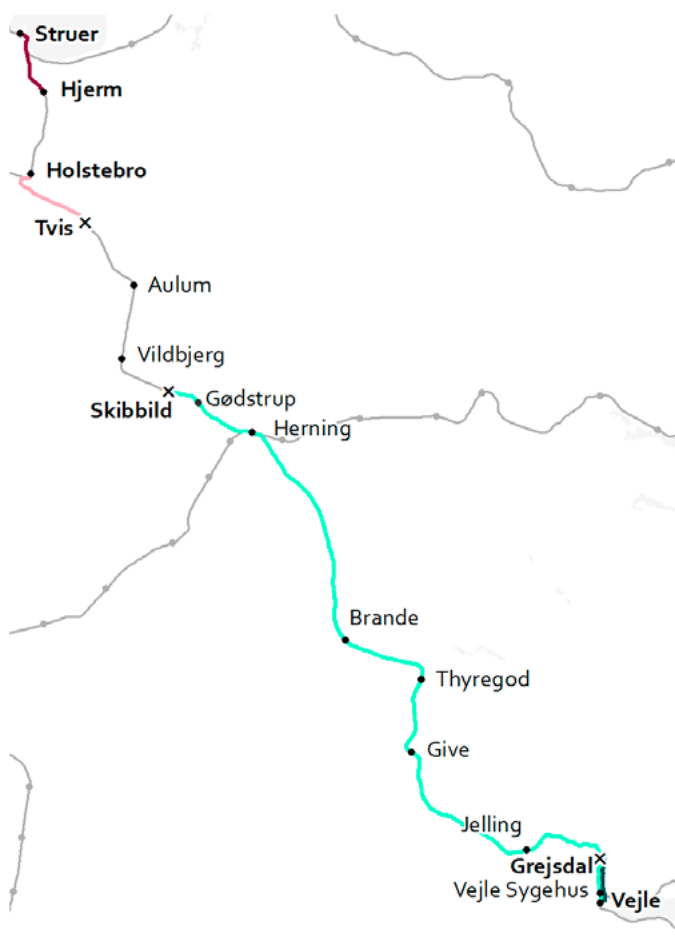 Struer
Hjerm
Holstebro
Tvis
Aulum
Vildbjerg
Skibbild
Gødstrup
Herning
Brande
Thyregod
Give
Jelling
Grejsdal
Vejle Sygehus
Vejle